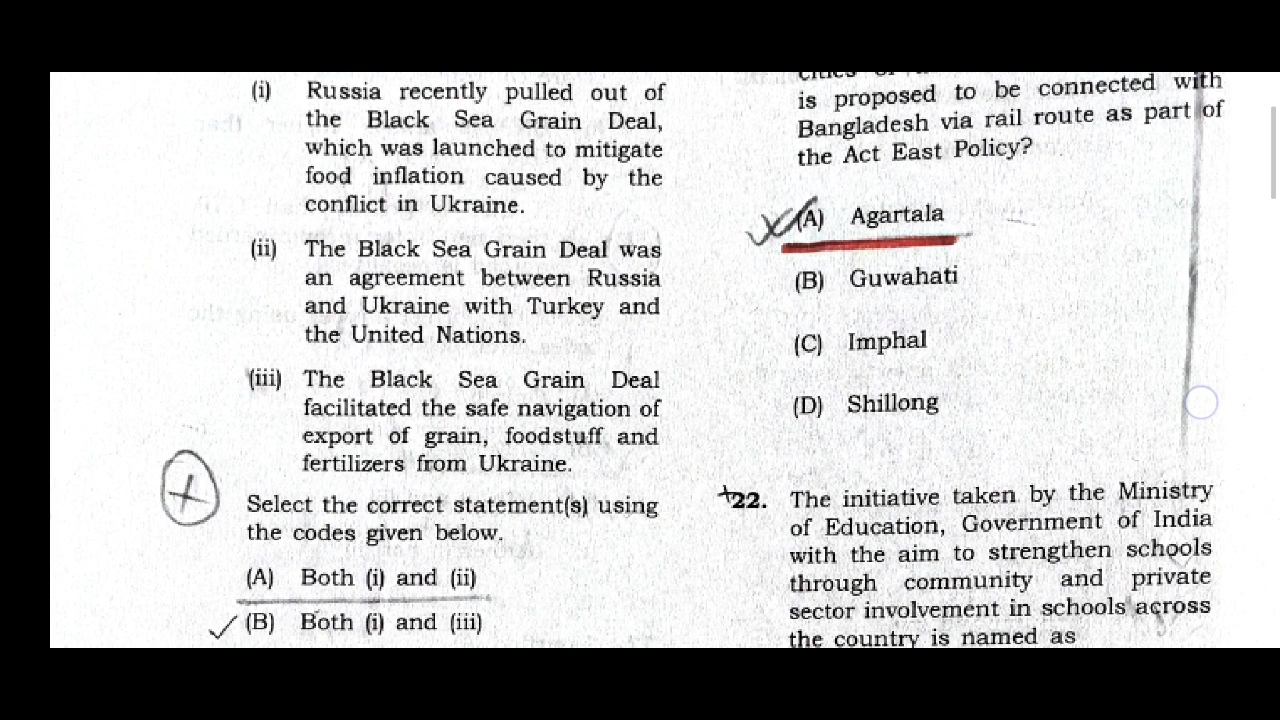 (i) Russia recently pulled out of
the Black Sea Grain Deal,
which was launched to mitigate
food inflation caused by the
conflict in Ukraine.
(ii) The Black Sea Grain Deal was
an agreement between Russia
and Ukraine with Turkey and
the United Nations.
(iii) The Black Sea Grain Deal
facilitated the safe navigation of
export of grain, foodstuff and
fertilizers from Ukraine.
Select the correct statement(s) using
the codes given below.
(A) Both (i) and (ii)
(B) Both (i) and (iii)
is proposed to be connected with
Bangladesh via rail route as part of
the Act East Policy?
(A) Agartala
(B) Guwahati
(C) Imphal
(D) Shillong
22. The initiative taken by the Ministry
of Education, Government of India
with the aim to strengthen schools
through community and private
sector involvement in schools across
the country is named as